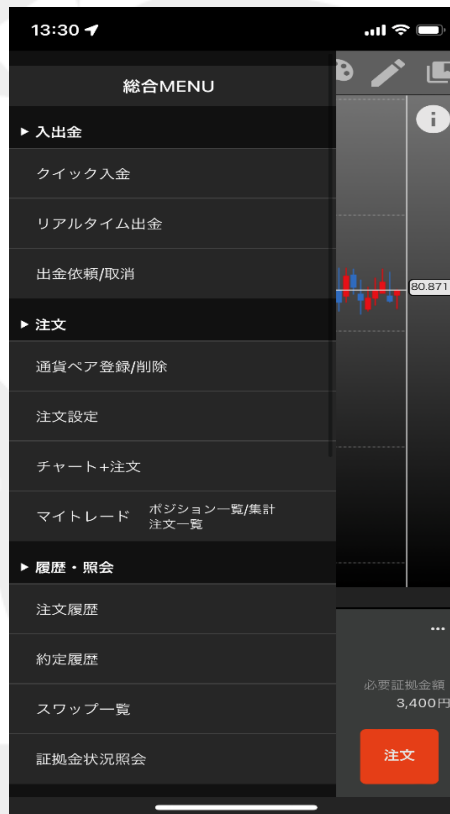 13:30
総合MENU
▶ 入出金
クイック入金
リアルタイム出金
出金依頼/取消
80.871
▶ 注文
通貨ペア登録/削除
注文設定
チャート+注文
マイトレード ポジション一覧/集計
注文一覧
▶ 履歴・照会
注文履歴
約定履歴
スワップ一覧
証拠金状況照会
...
必要証拠金額
3,400円
注文